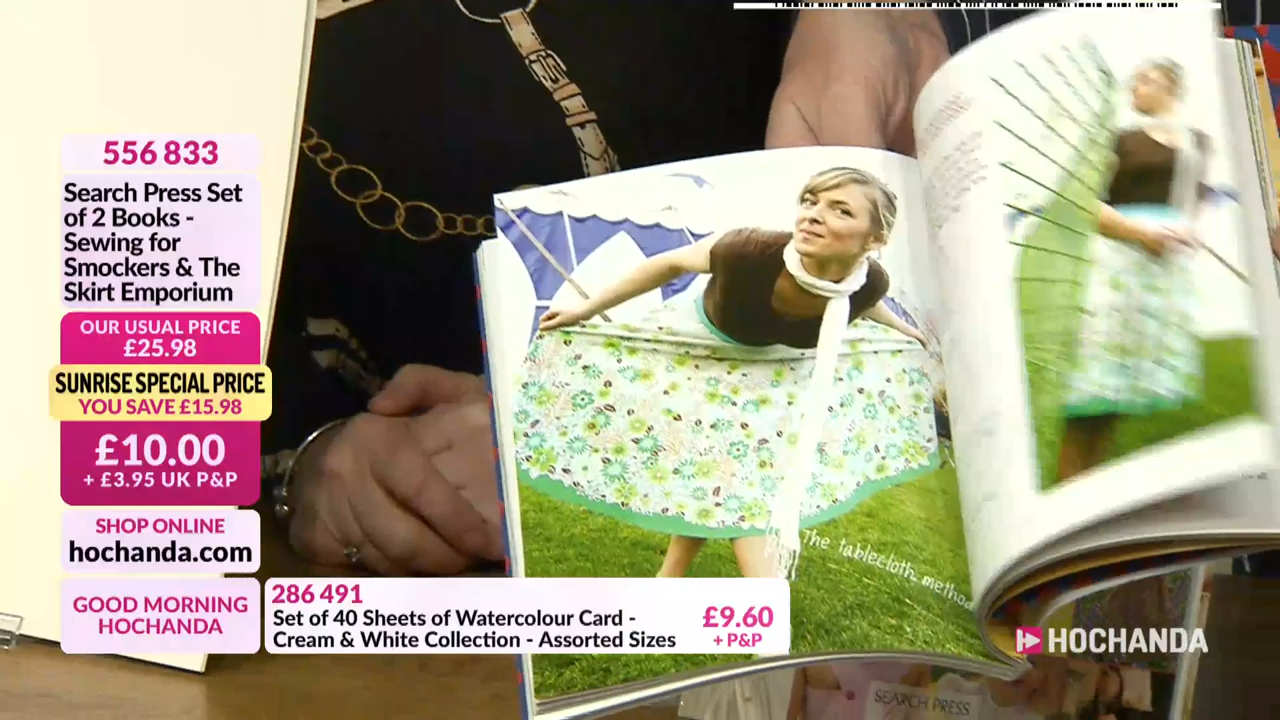 556 833
Search Press Set
of 2 Books -
Sewing for
Smockers & The
Skirt Emporium
OUR USUAL PRICE
£25.98
SUNRISE SPECIAL PRICE
YOU SAVE £15.98
£10.00
+ £3.95 UK P&P
SHOP ONLINE
hochanda.com
GOOD MORNING
HOCHANDA
286 491
Set of 40 Sheets of Watercolour Card -
Cream & White Collection - Assorted Sizes
£9.60
+ P&P
The tablecloth method
HOCHANDA
SEARCH PRESS